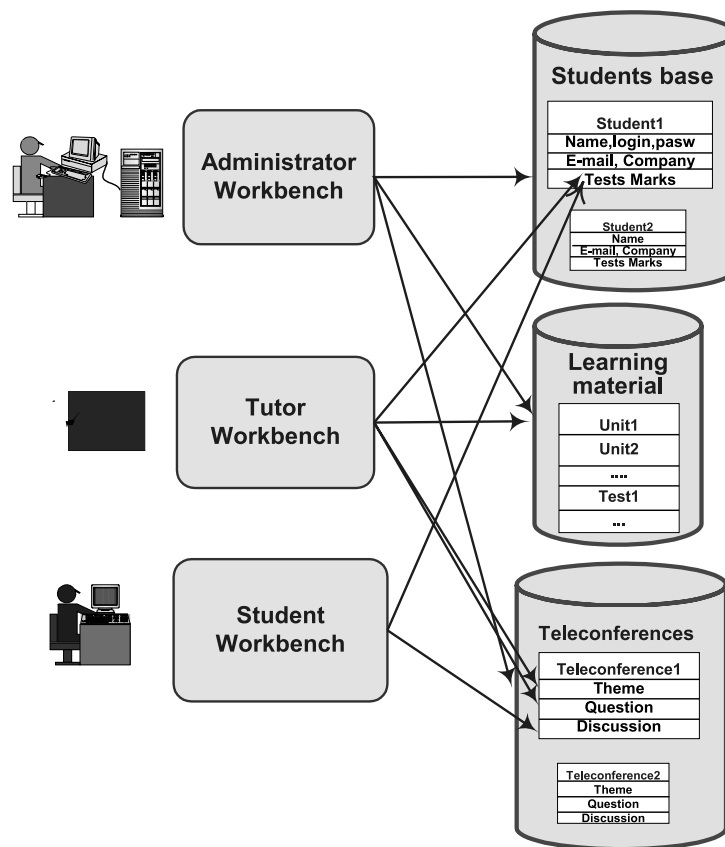 Administrator
Workbench
Tutor
Workbench
Student
Workbench
Students base
Student1
Name,login,pasw
E-mail, Company
Tests Marks
Student2
Name
E-mail, Company
Tests Marks
Learning
material
Unit1
Unit2
....
Test1
...
Teleconferences
Teleconference1
Theme
Question
Discussion
Teleconference2
Theme
Question
Discussion